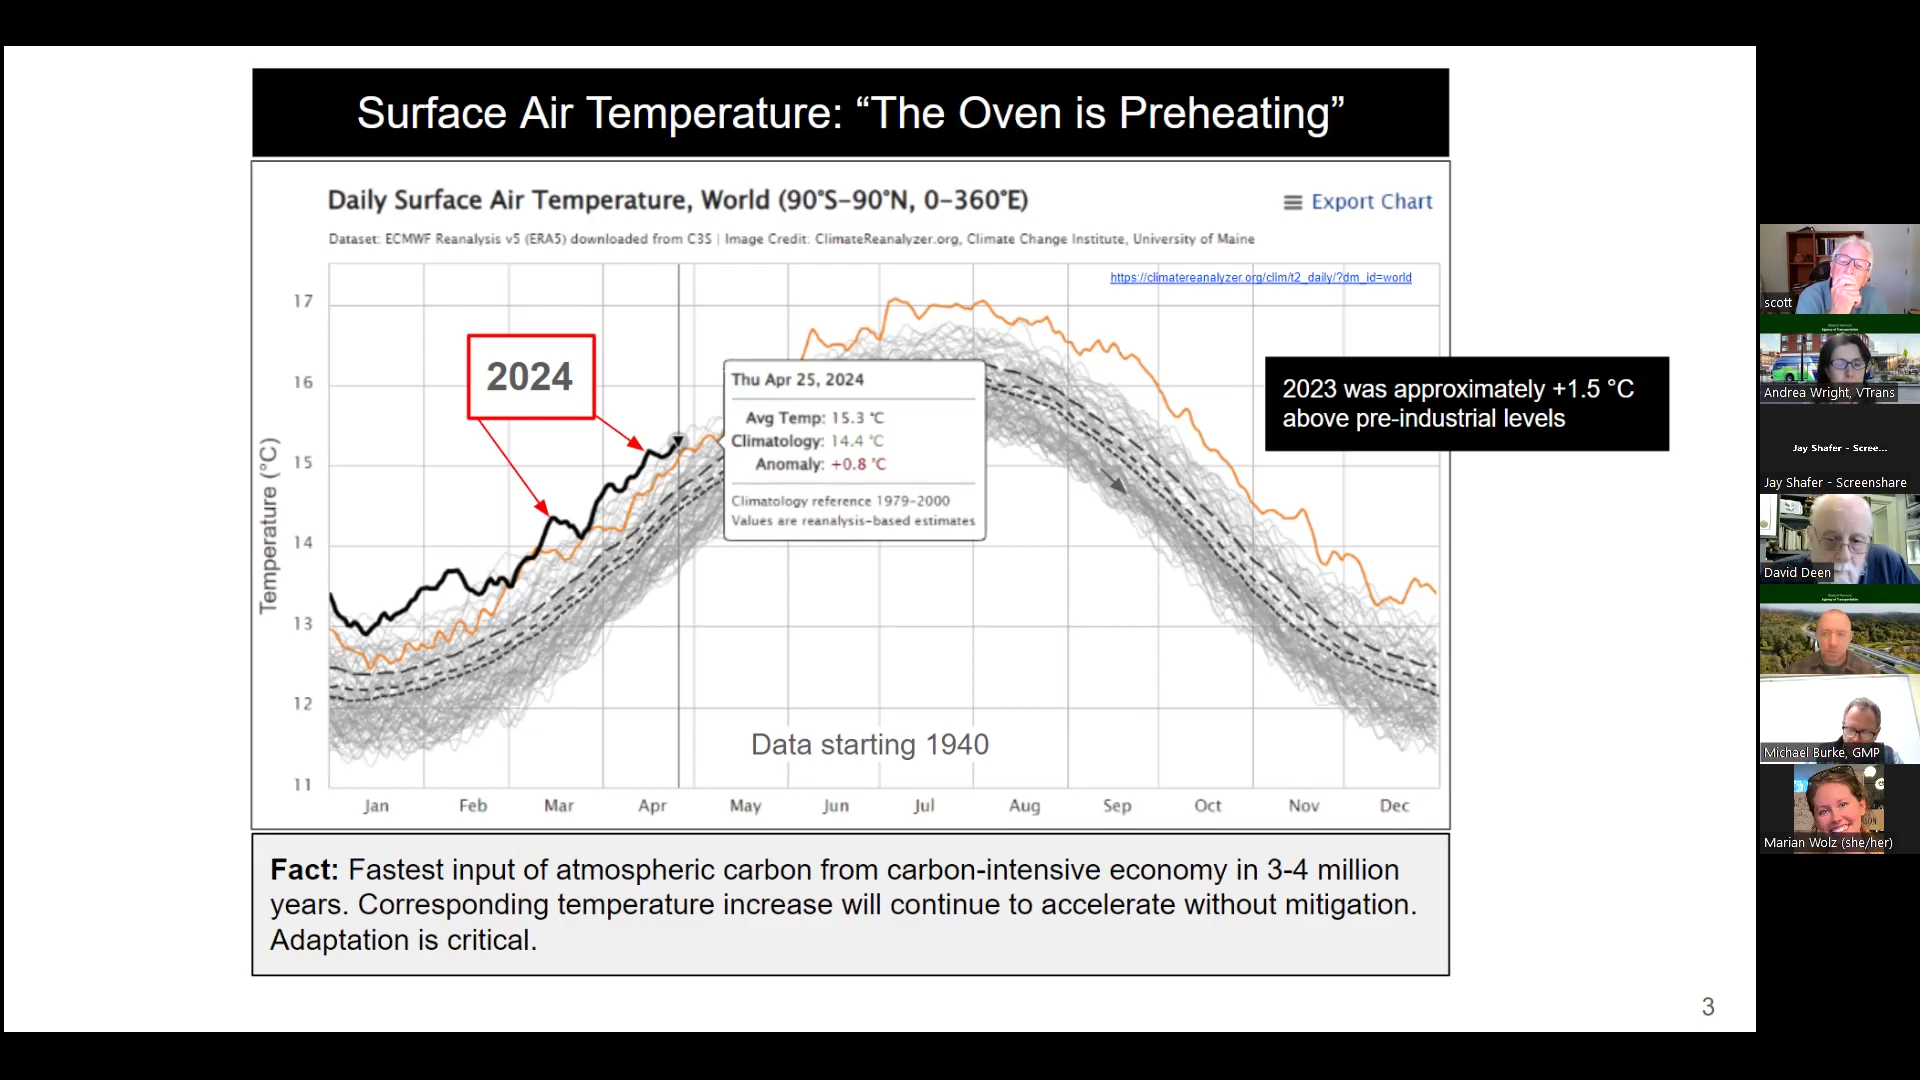 Surface Air Temperature: “The Oven is Preheating”
Daily Surface Air Temperature, World (90°S–90°N, 0–360°E)
Export Chart
Dataset: ECMWF Reanalysis v5 (ERA5) downloaded from C3S | Image Credit: ClimateReanalyzer.org, Climate Change Institute, University of Maine
https://climatereanalyzer.org/clim/t2_daily/?dm_id=world
Temperature (°C)
17
16
15
14
13
12
11
2024
Thu Apr 25, 2024
Avg Temp: 15.3 °C
Climatology: 14.4 °C
Anomaly: +0.8 °C
Climatology reference 1979–2000
Values are reanalysis-based estimates
2023 was approximately +1.5 °C
above pre-industrial levels
Data starting 1940
Jan Feb Mar Apr May Jun Jul Aug Sep Oct Nov Dec
Fact: Fastest input of atmospheric carbon from carbon-intensive economy in 3-4 million
years. Corresponding temperature increase will continue to accelerate without mitigation.
Adaptation is critical.
3
scott
Andrea Wright, VTrans
Jay Shafer - Scree...
Jay Shafer - Screenshare
David Deen
Michael Burke, GMP
Marian Wolz (she/her)